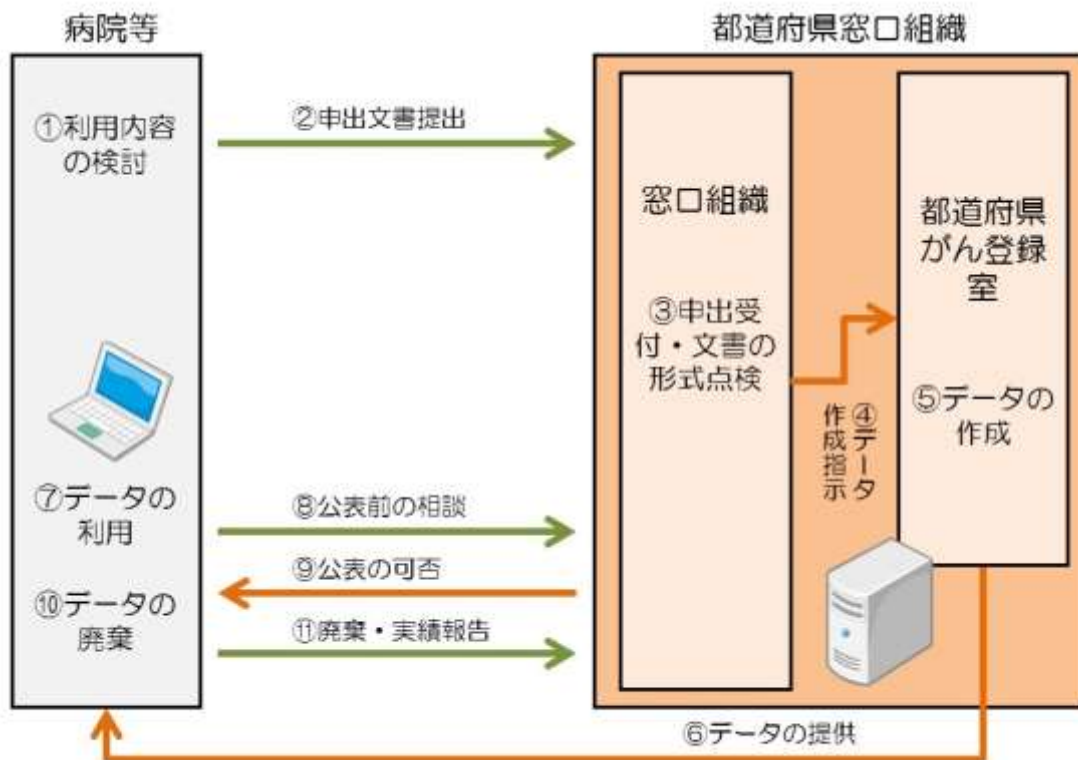 病院等
都道府県窓口組織
①利用内容
の検討
②申出文書提出
窓口組織
③申出受
付・文書の
形式点検
④データ
作成指示
都道府県
がん登録
室
⑤データの
作成
⑥データの提供
⑦データの
利用
⑧公表前の相談
⑨公表の可否
⑩データの
廃棄
⑪廃棄・実績報告